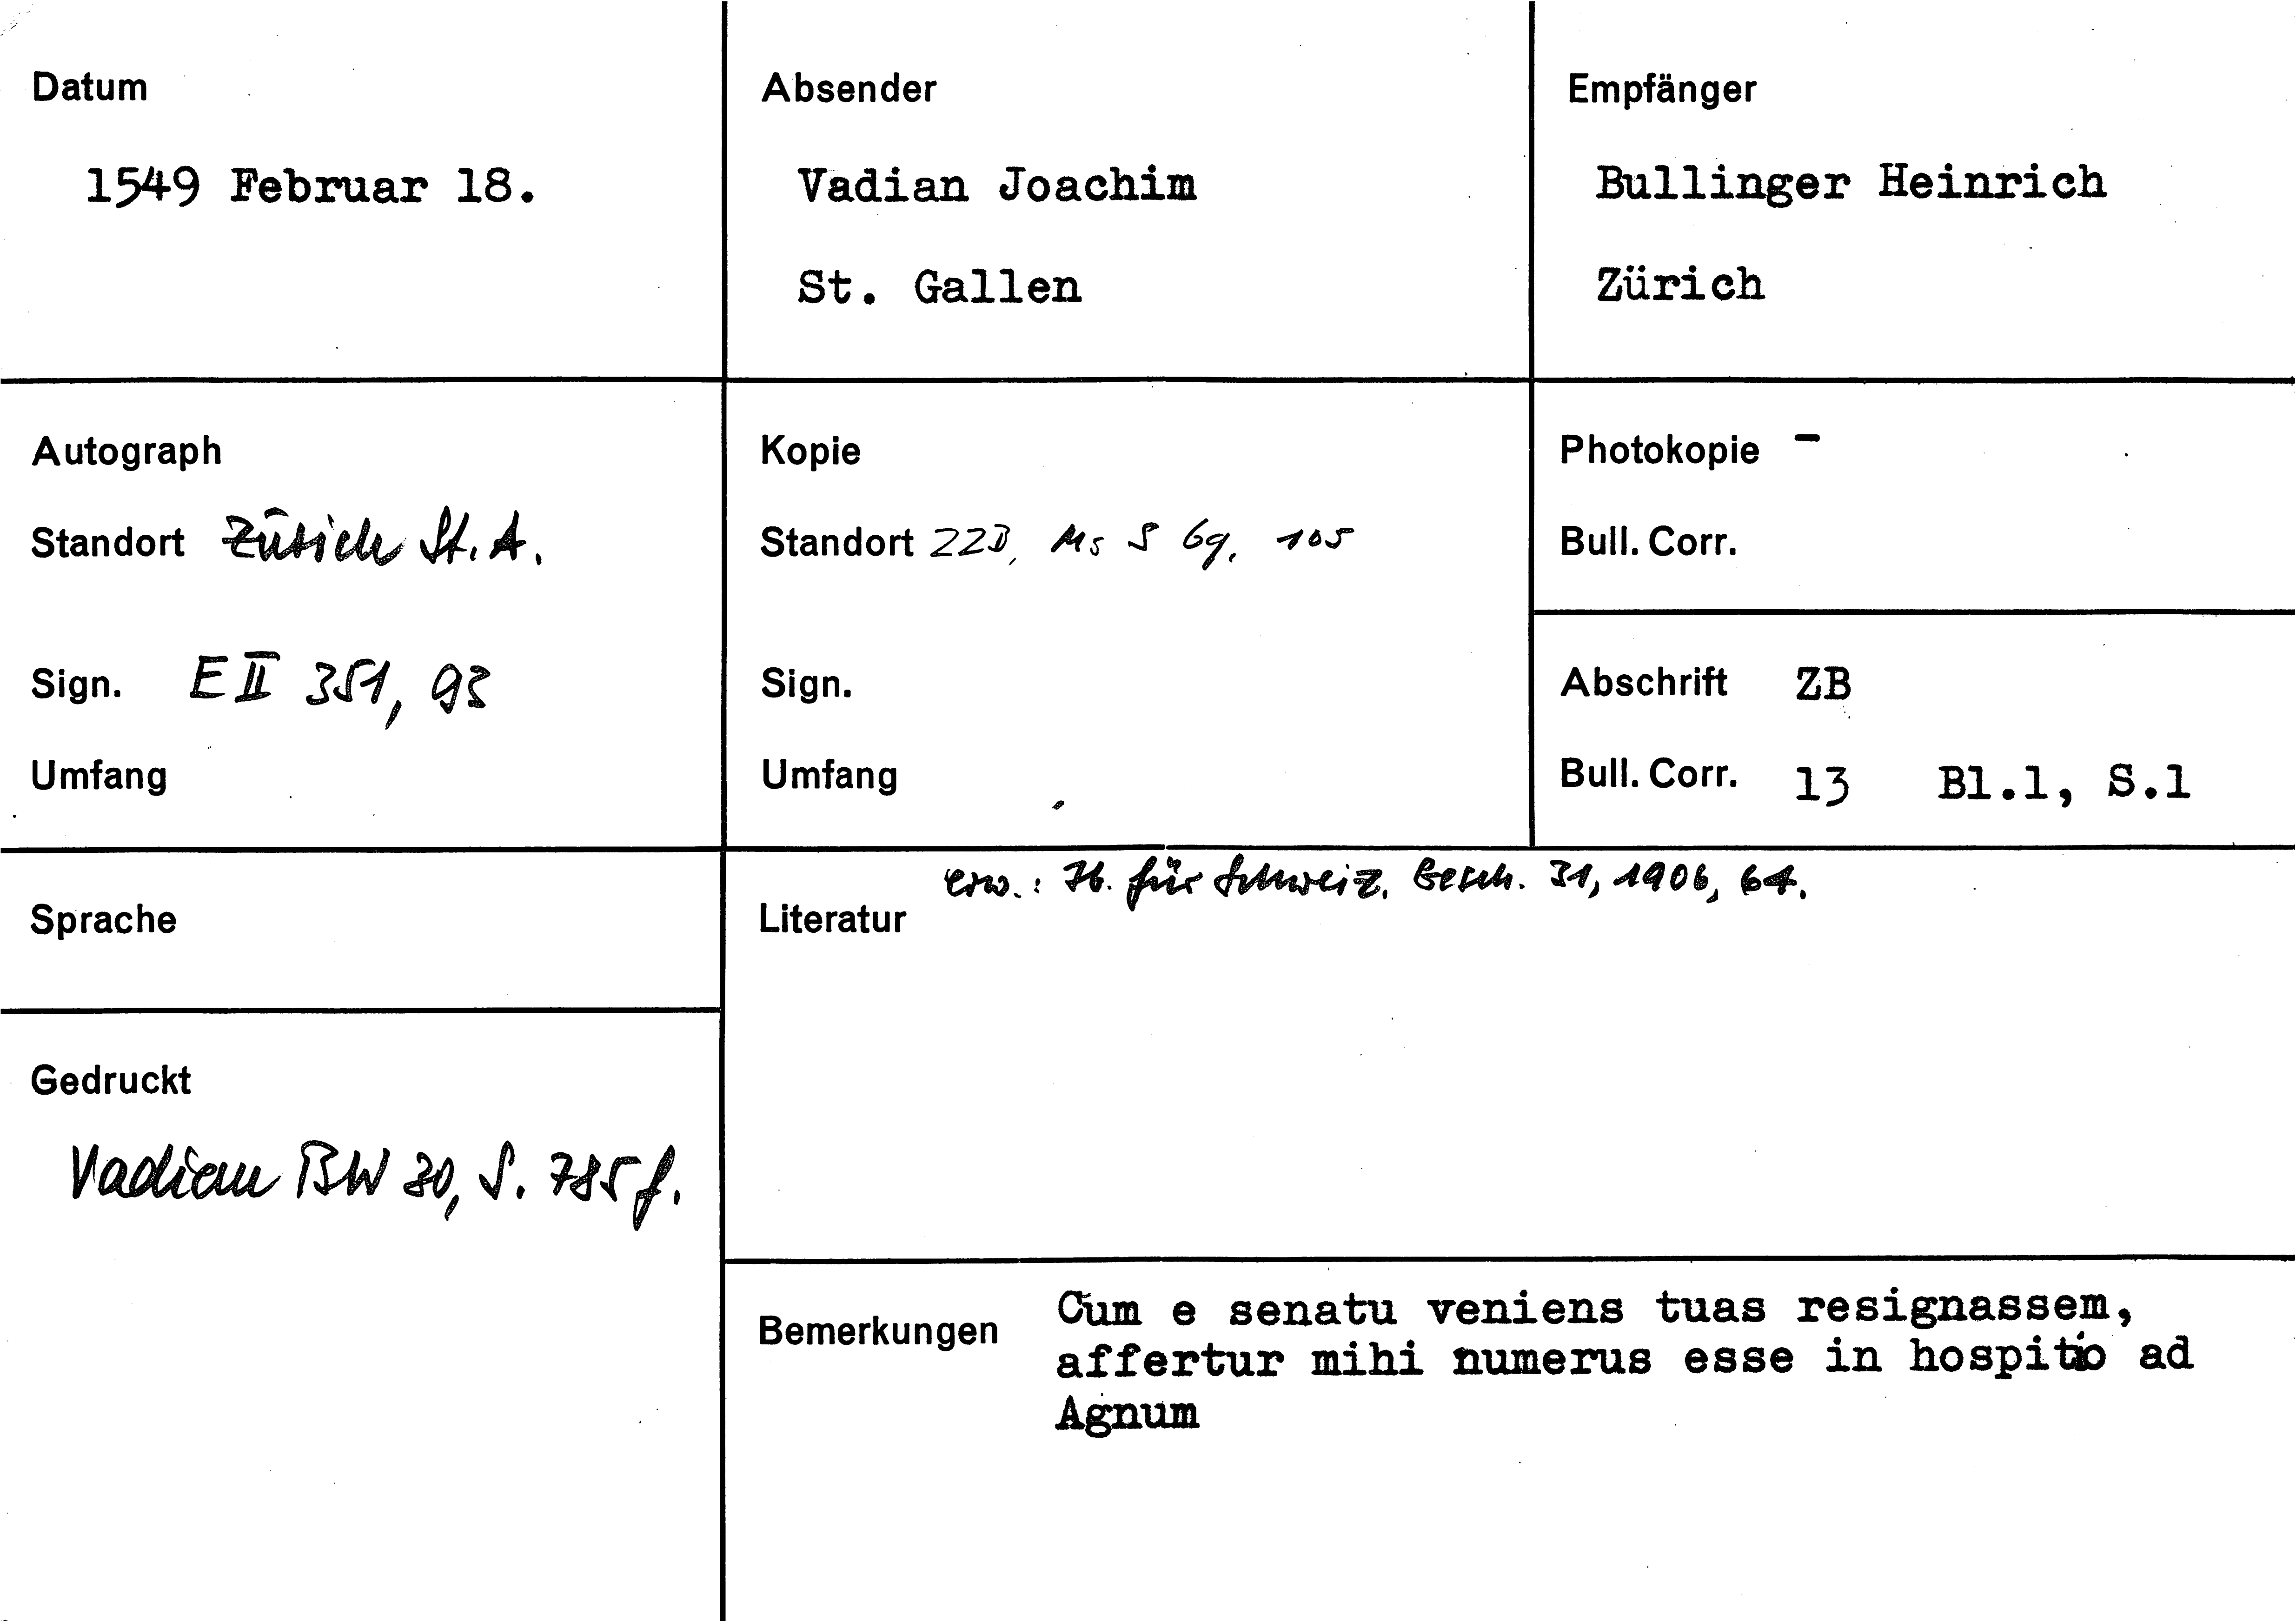 Datum
1549 Februar 18.
Absender
Vadian Joachim
St. Gallen
Empfänger
Bullinger Heinrich
Zürich
Autograph
Standort Zürich St. A.
Sign. E II 351, 93
Umfang
Kopie
Standort ZZB, Ms S 69, 105
Sign.
Umfang
Photokopie -
Bull. Corr.
Abschrift ZB
Bull. Corr. 13 Bl.1, S.1
Sprache
Gedruckt
Vadian BW 30, S. 785 f.
erw.: Jb. für Schweiz. Gesch. 31, 1906, 64.
Literatur
Bemerkungen Cum e senatu veniens tuas resignassem,
affertur mihi numerus esse in hospitio ad
Agnum